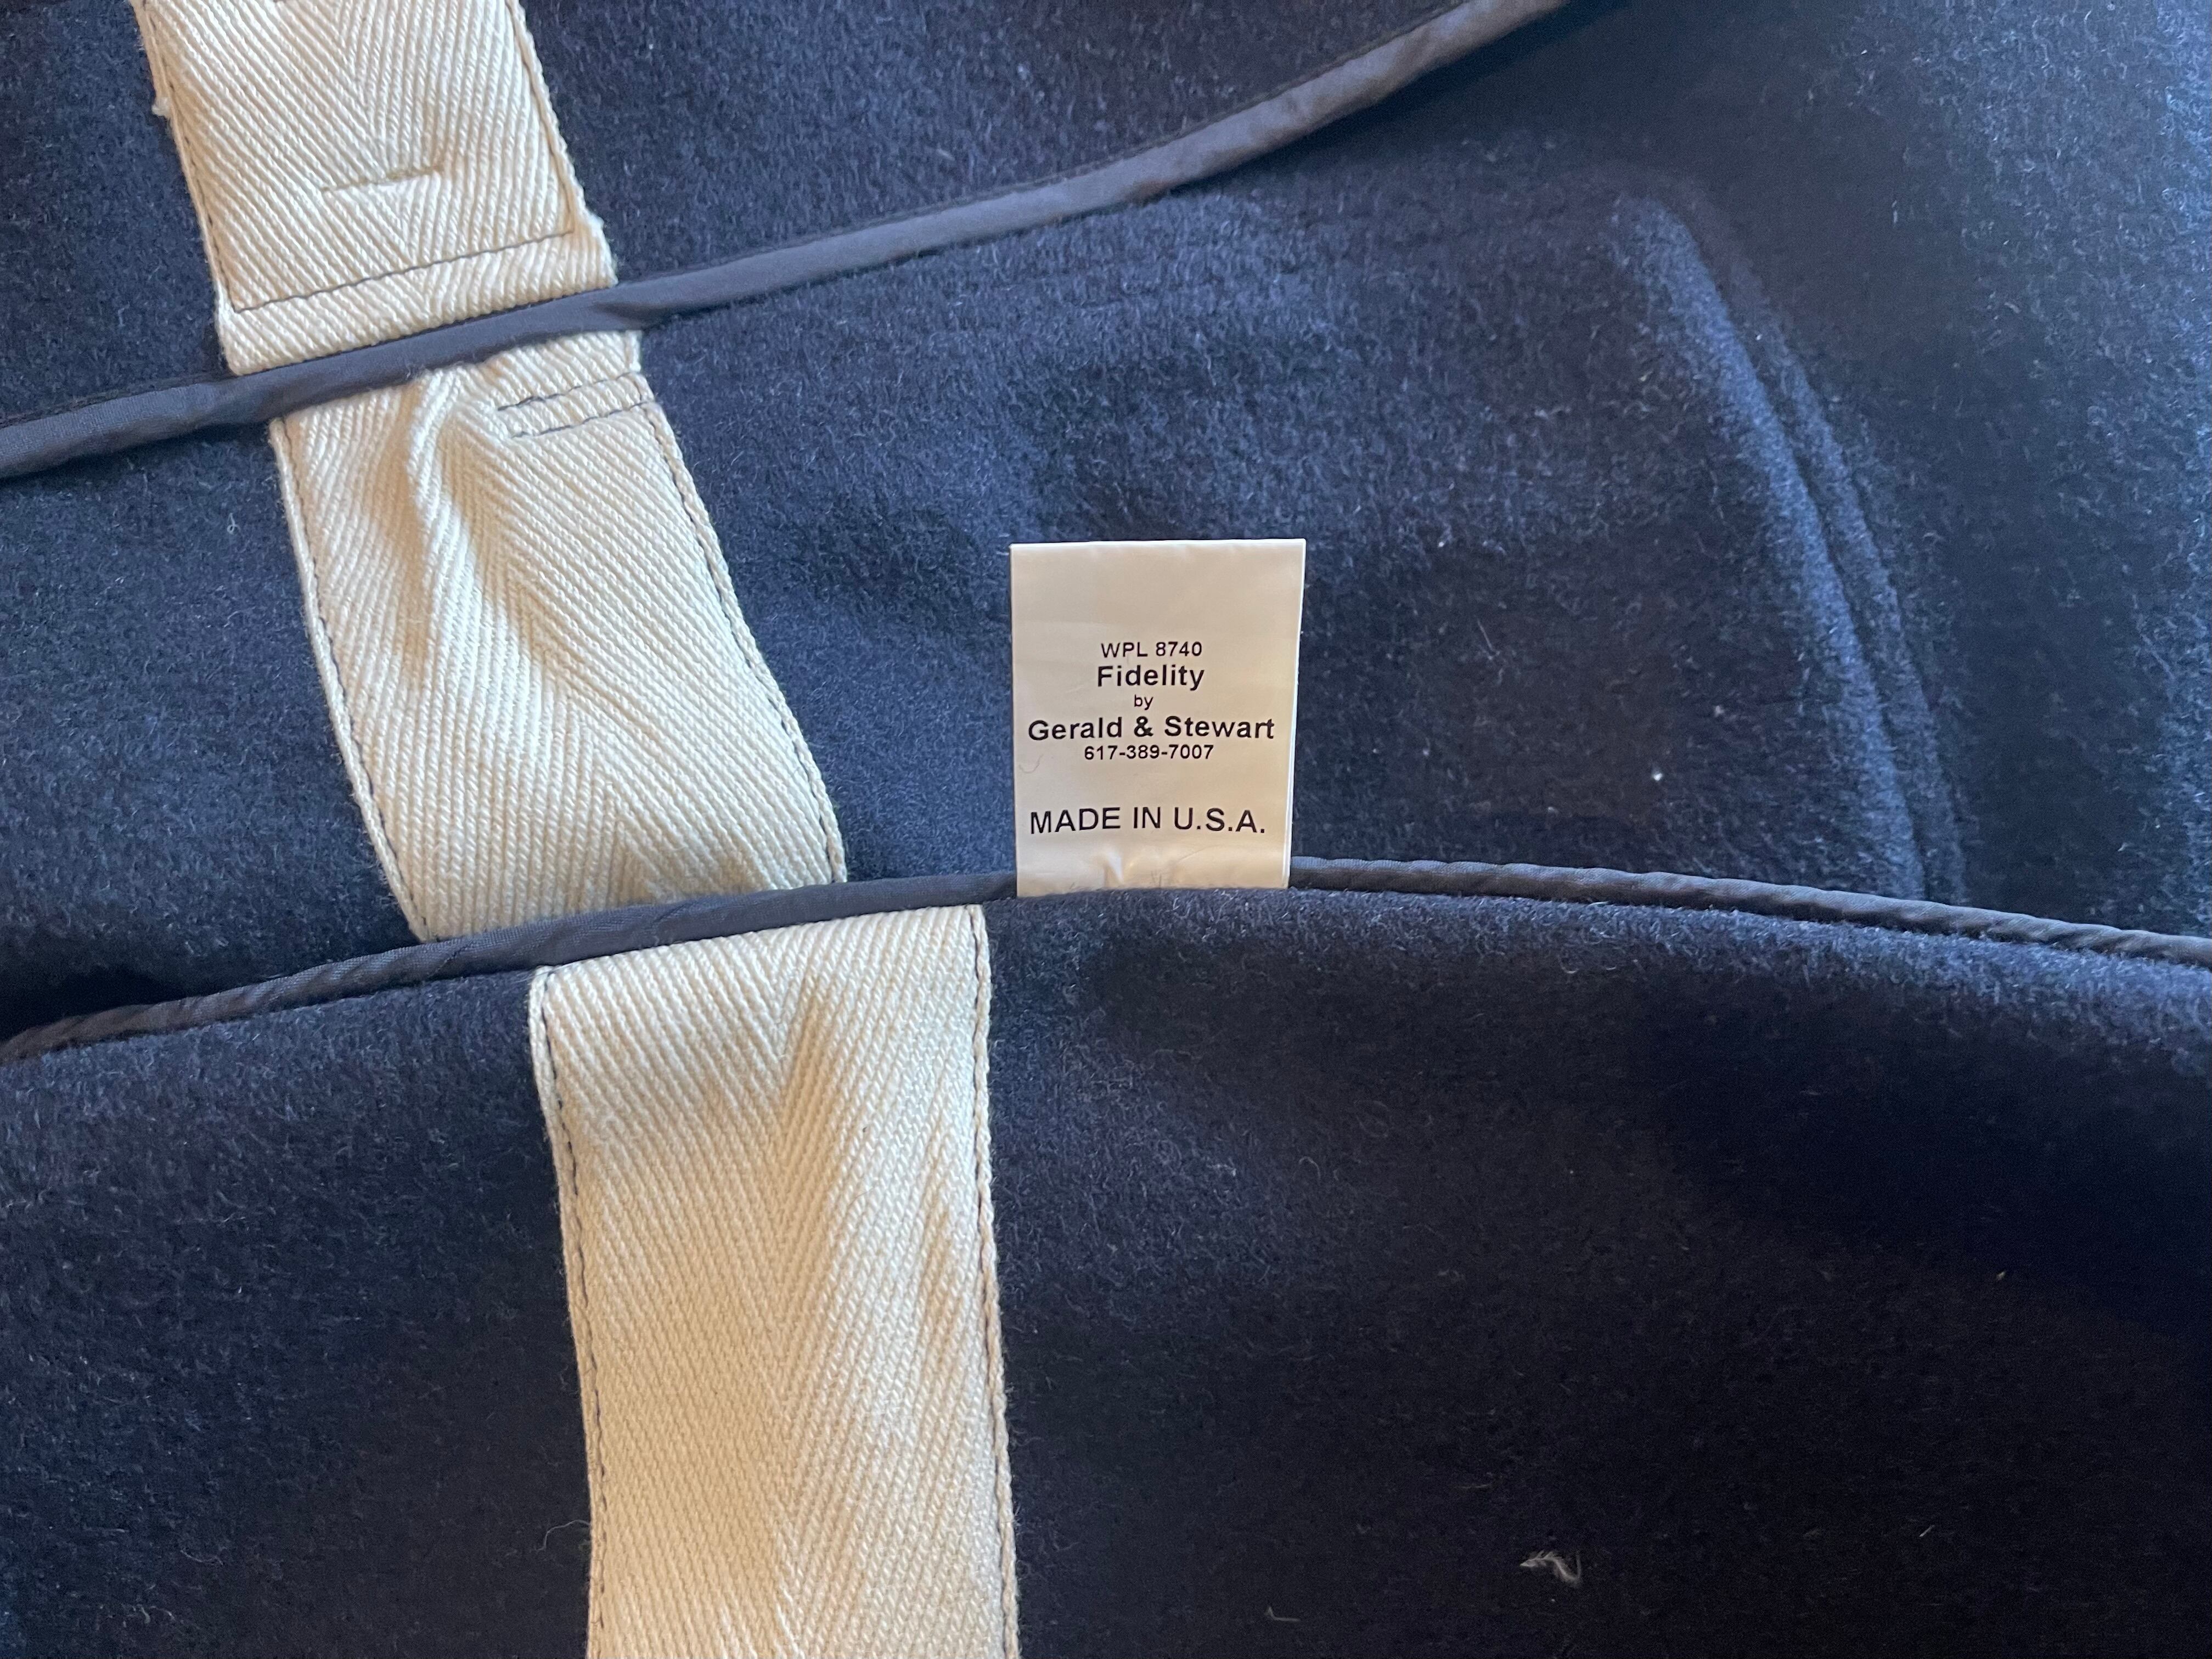 WPL 8740
Fidelity
by
Gerald & Stewart
617-389-7007
MADE IN U.S.A.